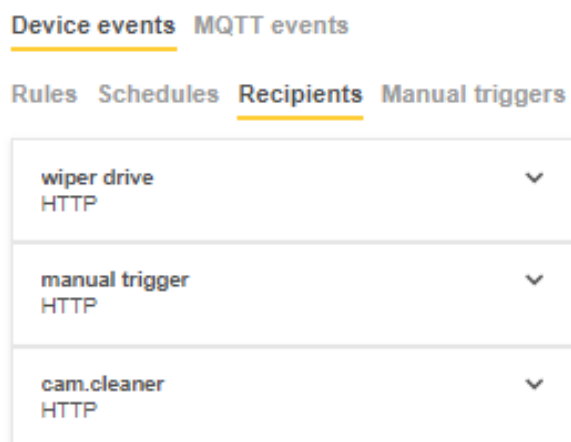 Device events MQTT events
Rules Schedules Recipients Manual triggers
wiper drive
HTTP
manual trigger
HTTP
cam.cleaner
HTTP